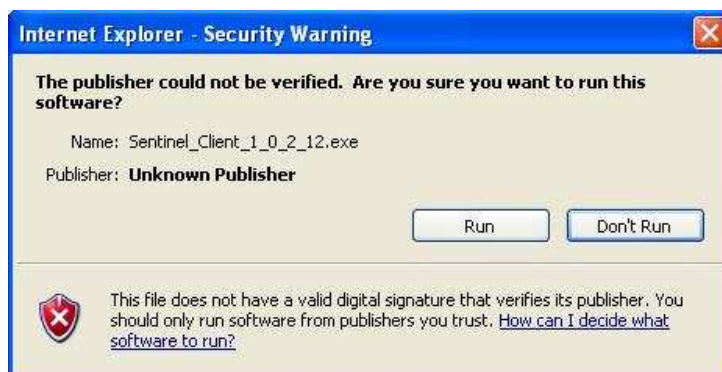 Internet Explorer - Security Warning
The publisher could not be verified.  Are you sure you want to run this
software?
Name: Sentinel_Client_1_0_2_12.exe
Publisher: Unknown Publisher
Run
Don't Run
This file does not have a valid digital signature that verifies its publisher. You
should only run software from publishers you trust. How can I decide what
software to run?